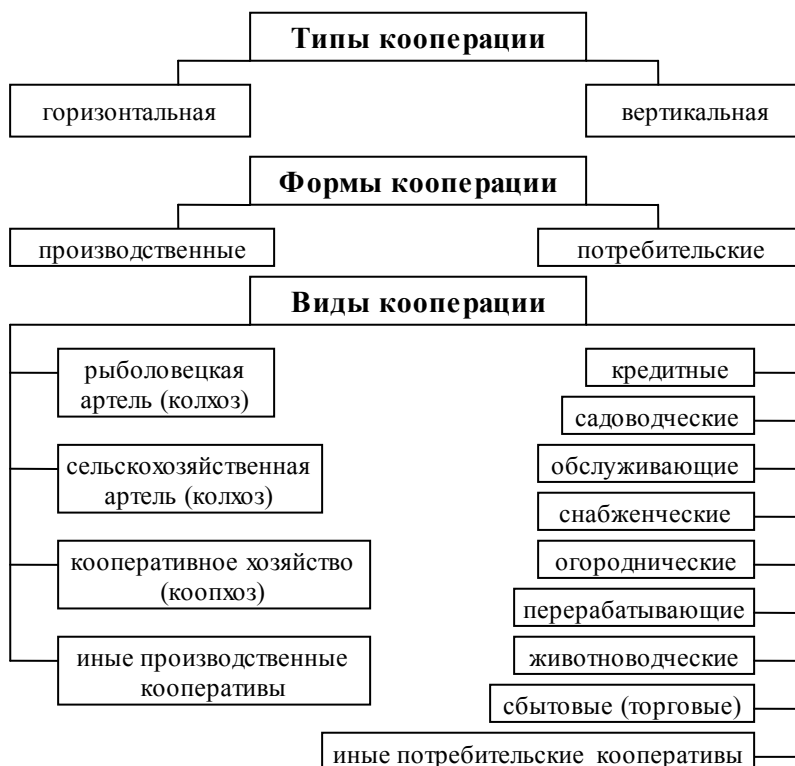 Типы кооперации
горизонтальная
вертикальная
Формы кооперации
производственные
потребительские
Виды кооперации
рыболовецкая
артель (колхоз)
сельскохозяйственная
артель (колхоз)
кооперативное хозяйство
(коопхоз)
иные производственные
кооперативы
кредитные
садоводческие
обслуживающие
снабженческие
огороднические
перерабатывающие
животноводческие
сбытовые (торговые)
иные потребительские кооперативы